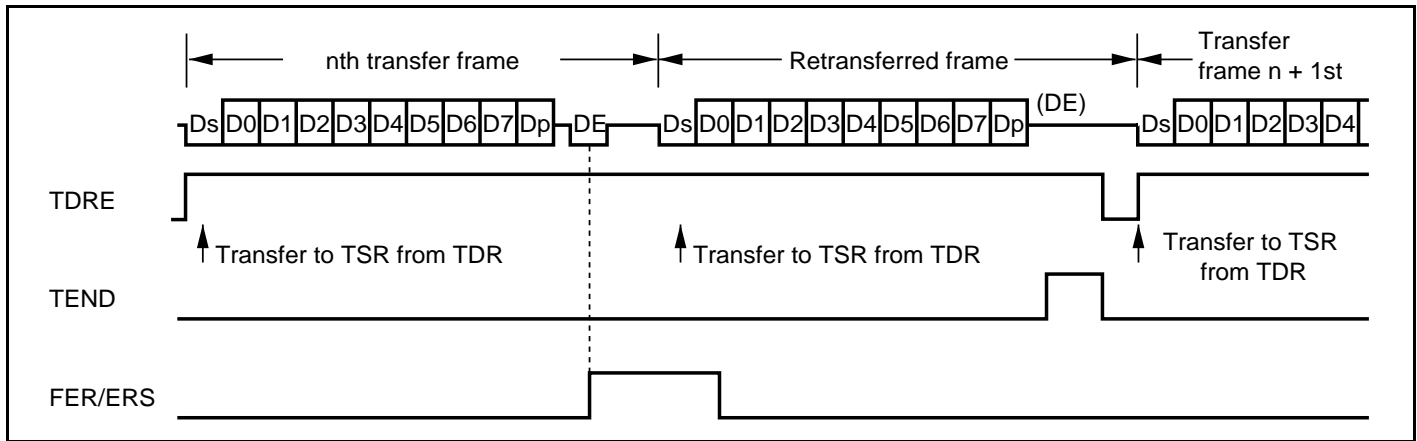 nth transfer frame
Retransferred frame
Transfer
frame n + 1st
Ds D0 D1 D2 D3 D4 D5 D6 D7 Dp DE
Ds D0 D1 D2 D3 D4 D5 D6 D7 Dp
(DE)
Ds D0 D1 D2 D3 D4
TDRE
Transfer to TSR from TDR
Transfer to TSR from TDR
Transfer to TSR
from TDR
TEND
FER/ERS